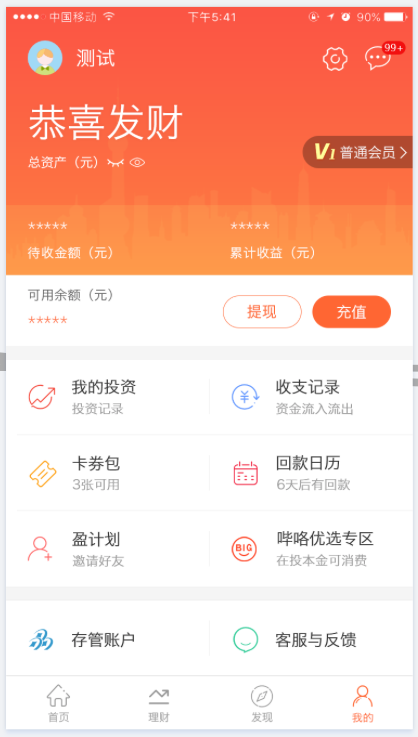 中国移动 下午5:41 90%
测试 99+
恭喜发财
总资产（元）
V1 普通会员
***** *****
待收金额（元） 累计收益（元）
可用余额（元）
*****
提现 充值
我的投资 收支记录
投资记录 资金流入流出
卡券包 回款日历
3张可用 6天后有回款
盈计划 哔咯优选专区
邀请好友 BIG 在投本金可消费
存管账户 客服与反馈
首页 理财 发现 我的